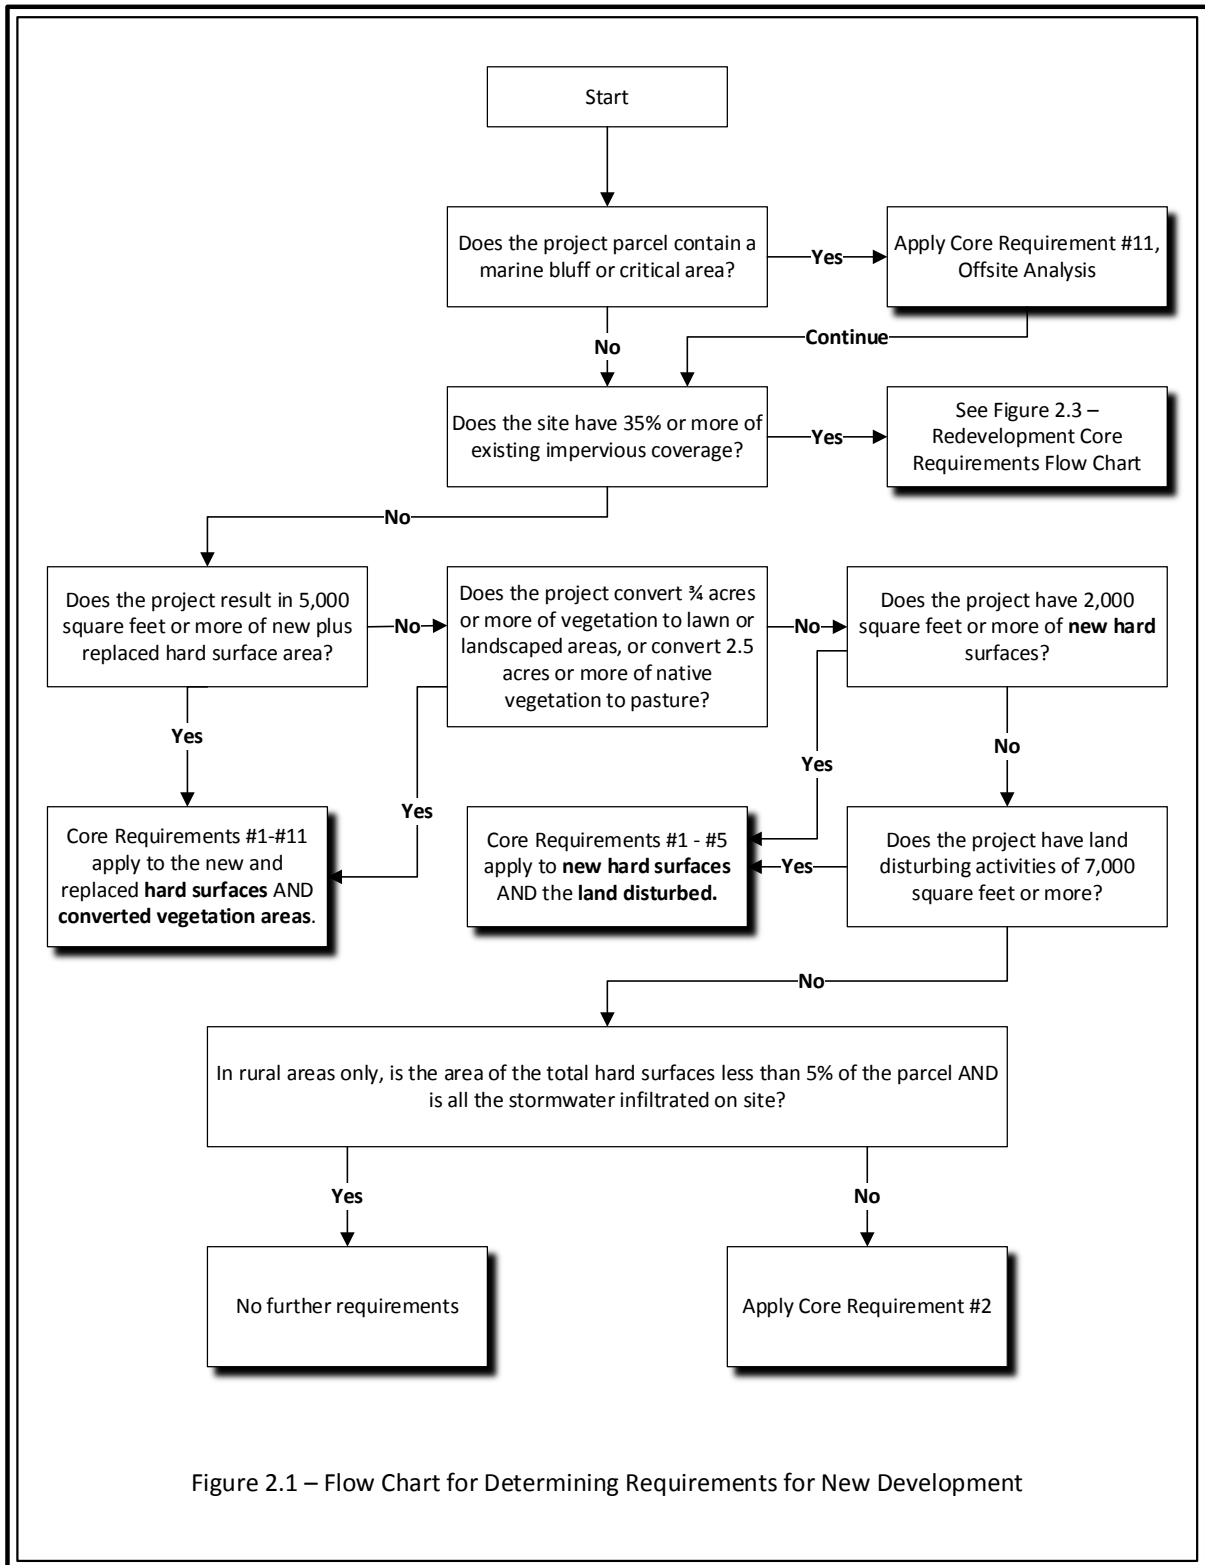 Start
Does the project parcel contain a
marine bluff or critical area?
Yes
Apply Core Requirement #11,
Offsite Analysis
No
Continue
Does the site have 35% or more of
existing impervious coverage?
Yes
See Figure 2.3 –
Redevelopment Core
Requirements Flow Chart
No
Does the project result in 5,000
square feet or more of new plus
replaced hard surface area?
No
Does the project convert ¾ acres
or more of vegetation to lawn or
landscaped areas, or convert 2.5
acres or more of native
vegetation to pasture?
No
Does the project have 2,000
square feet or more of new hard
surfaces?
Yes
Yes
Yes
No
Core Requirements #1-#11
apply to the new and
replaced hard surfaces AND
converted vegetation areas.
Core Requirements #1 - #5
apply to new hard surfaces
AND the land disturbed.
Yes
Does the project have land
disturbing activities of 7,000
square feet or more?
No
In rural areas only, is the area of the total hard surfaces less than 5% of the parcel AND
is all the stormwater infiltrated on site?
Yes
No
No further requirements
Apply Core Requirement #2
Figure 2.1 – Flow Chart for Determining Requirements for New Development